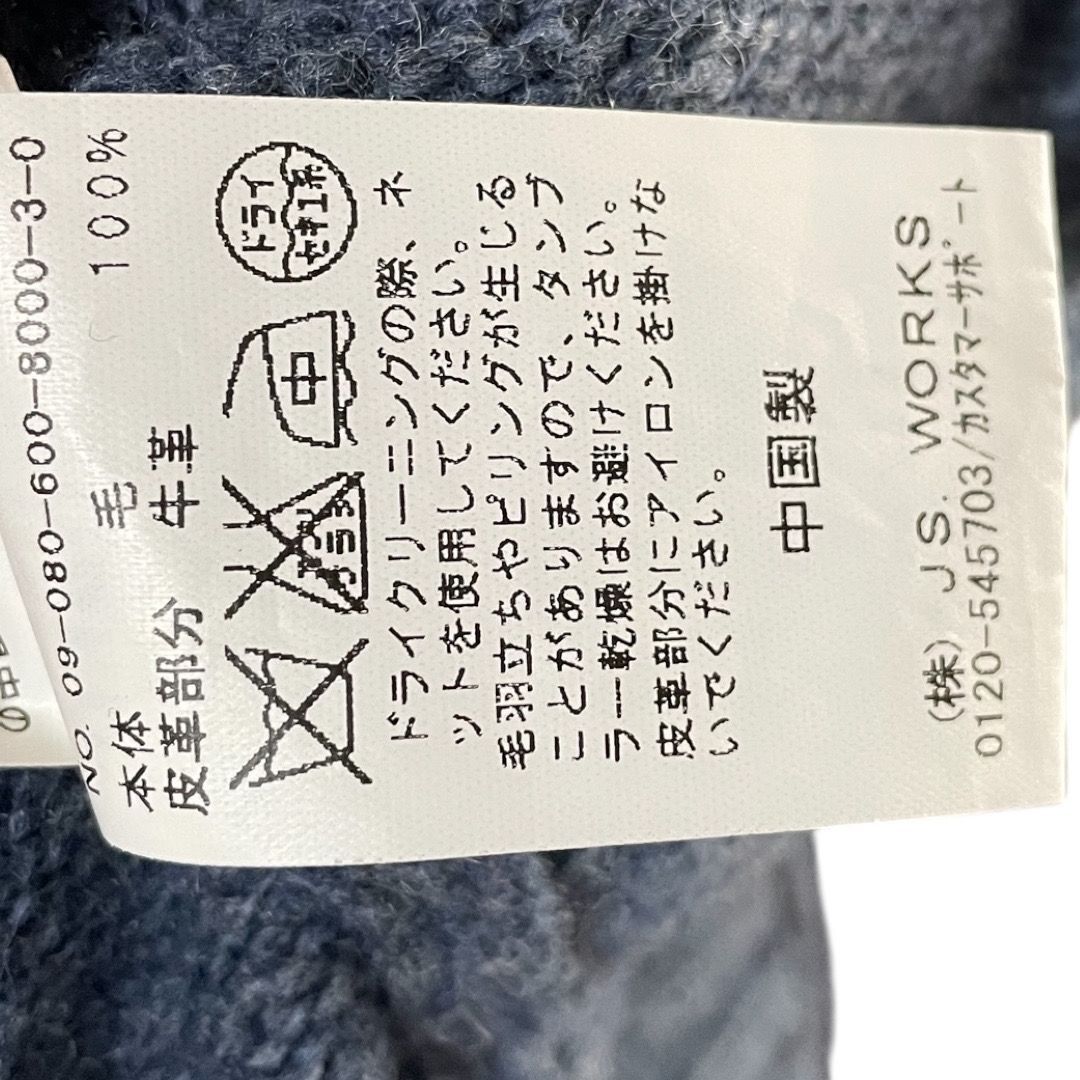 NO. 09-080-600-8000-3-0
本体 毛 100%
皮革部分 牛革
エンソ サラシ 中 ドライ セキユ系
ドライクリーニングの際、ネ
ットを使用してください。
毛羽立ちやピリングが生じる
ことがありますので、タンブ
ラー乾燥はお避けください。
皮革部分にアイロンを掛けな
いでください。
中国製
(株) JS. WORKS
0120-545703/カスタマーサポート